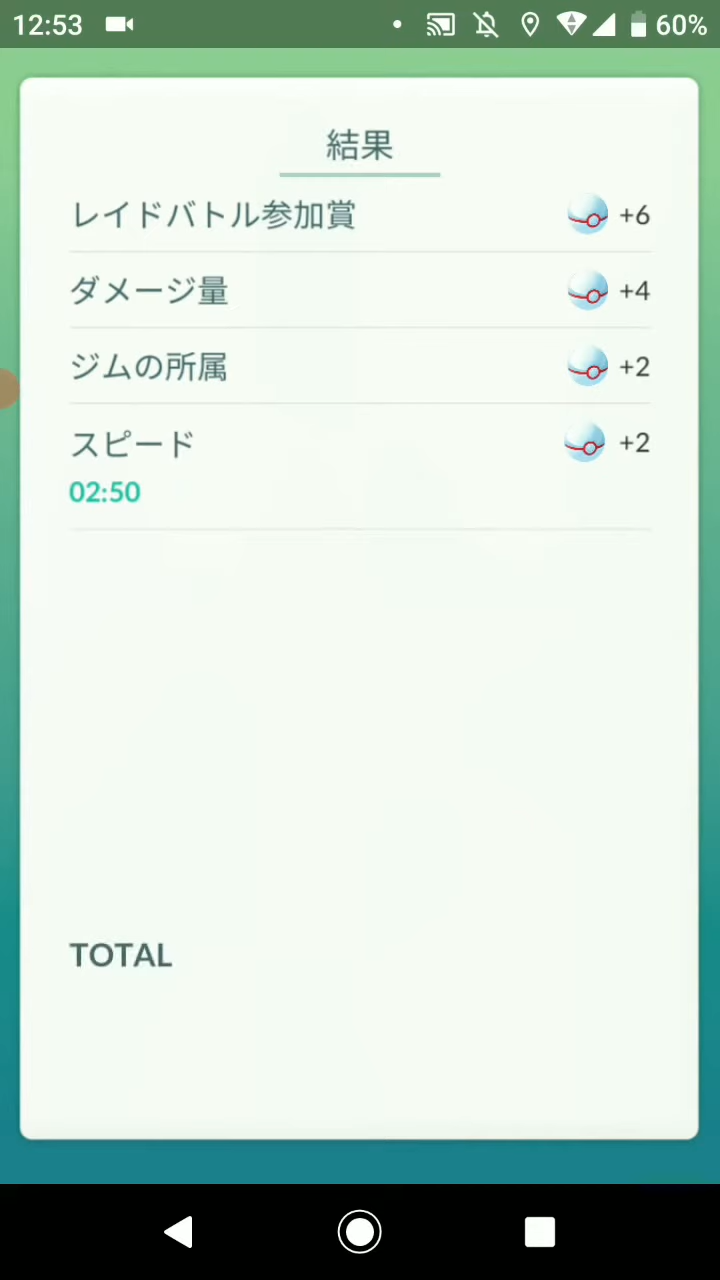 12:53 60%
結果
レイドバトル参加賞 +6
ダメージ量 +4
ジムの所属 +2
スピード +2
02:50
TOTAL